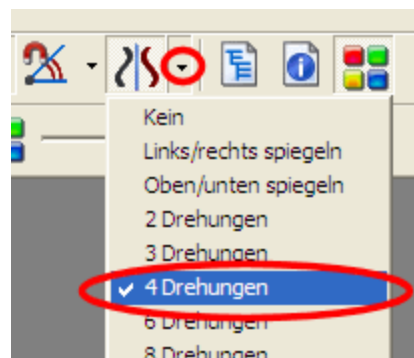 Kein
Links/rechts spiegeln
Oben/unten spiegeln
2 Drehungen
3 Drehungen
4 Drehungen
6 Drehungen
8 Drehungen